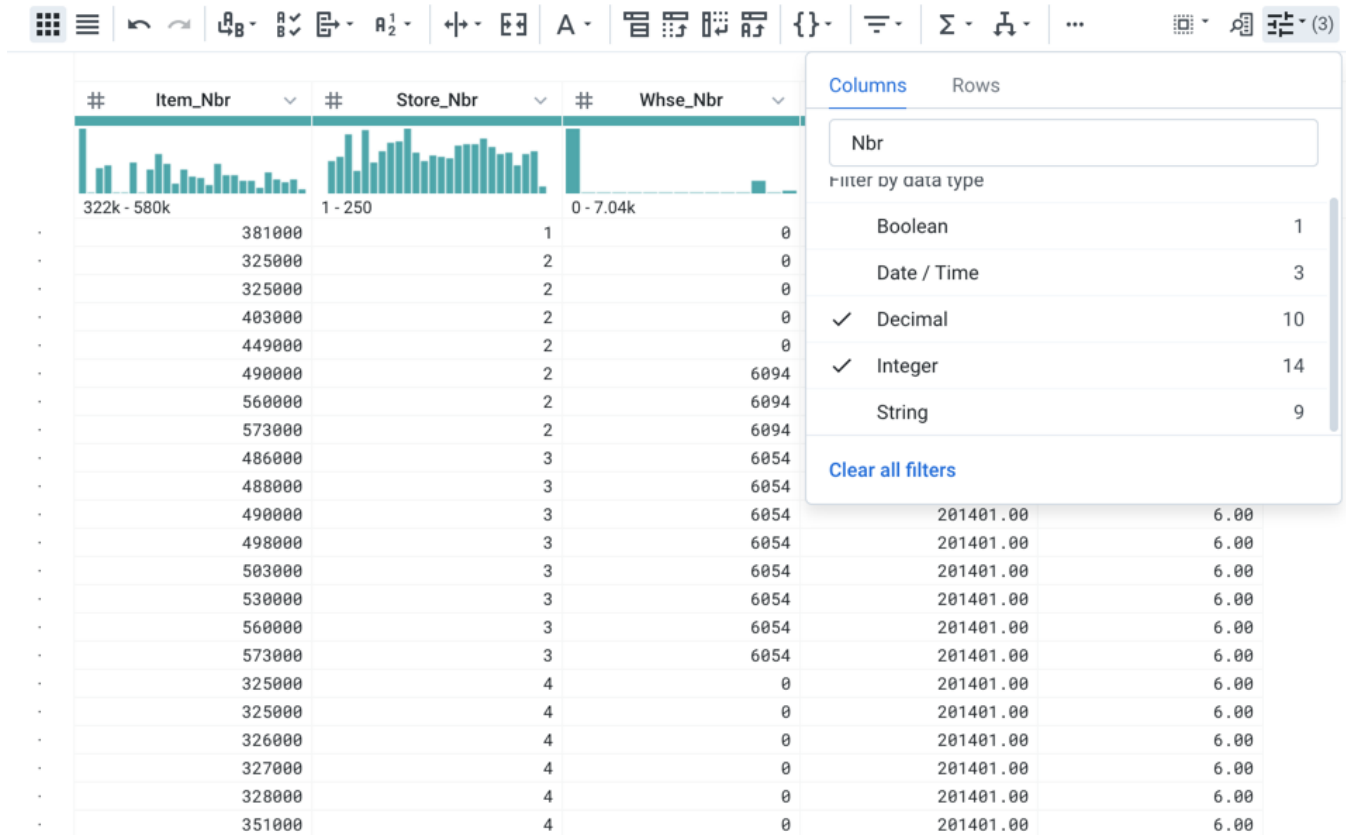 (3)
Columns Rows
# Item_Nbr # Store_Nbr # Whse_Nbr
Nbr
Filter by data type
322k - 580k 1 - 250 0 - 7.04k
Boolean 1
381000 1 0
325000 2 0
Date / Time 3
325000 2 0
403000 2 0
Decimal 10
449000 2 0
490000 2 6094
Integer 14
560000 2 6094
String 9
573000 2 6094
486000 3 6054
Clear all filters
488000 3 6054
490000 3 6054 201401.00 6.00
498000 3 6054 201401.00 6.00
503000 3 6054 201401.00 6.00
530000 3 6054 201401.00 6.00
560000 3 6054 201401.00 6.00
573000 3 6054 201401.00 6.00
325000 4 0 201401.00 6.00
325000 4 0 201401.00 6.00
326000 4 0 201401.00 6.00
327000 4 0 201401.00 6.00
328000 4 0 201401.00 6.00
351000 4 0 201401.00 6.00